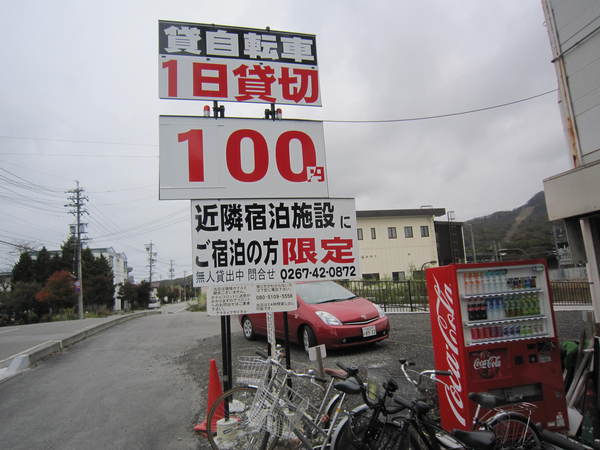 貸自転車
1日貸切
100円
近隣宿泊施設に
ご宿泊の方 限定
無人貸出中 問合せ 0267-42-0872
Coca-Cola
Coca-Cola